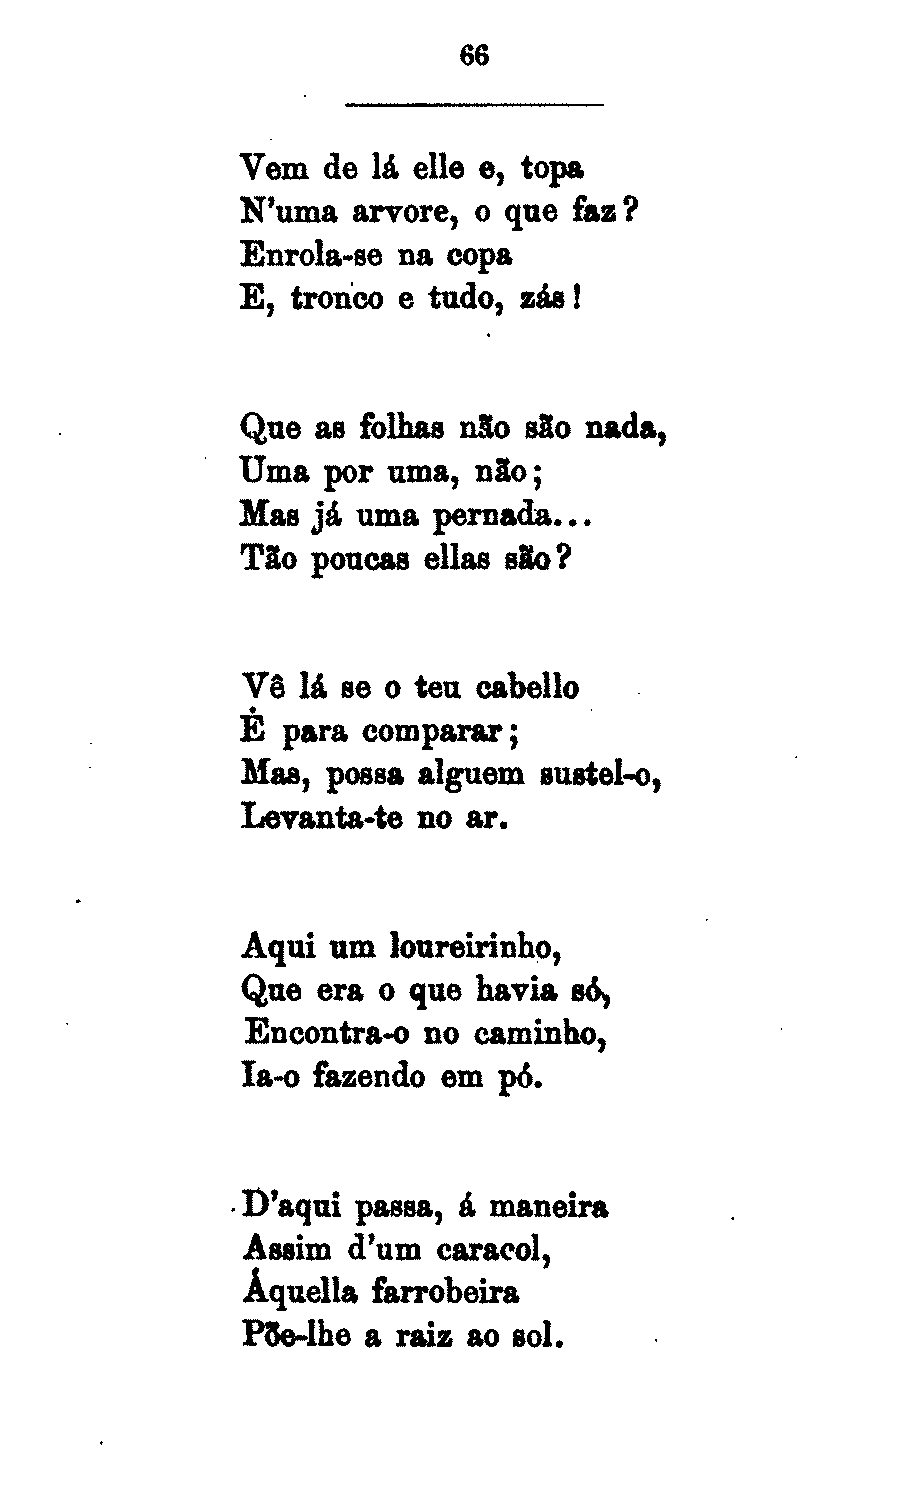 66
Vem de lá elle e, topa
N'uma arvore, o que faz?
Enrola-se na copa
E, tronco e tudo, zás!
Que as folhas não são nada,
Uma por uma, não;
Mas já uma pernada...
Tão poucas ellas são?
Vê lá se o teu cabello
É para comparar;
Mas, possa alguem sustel-o,
Levanta-te no ar.
Aqui um loureirinho,
Que era o que havia só,
Encontra-o no caminho,
Ia-o fazendo em pó.
D'aqui passa, á maneira
Assim d'um caracol,
Áquella farrobeira
Põe-lhe a raiz ao sol.